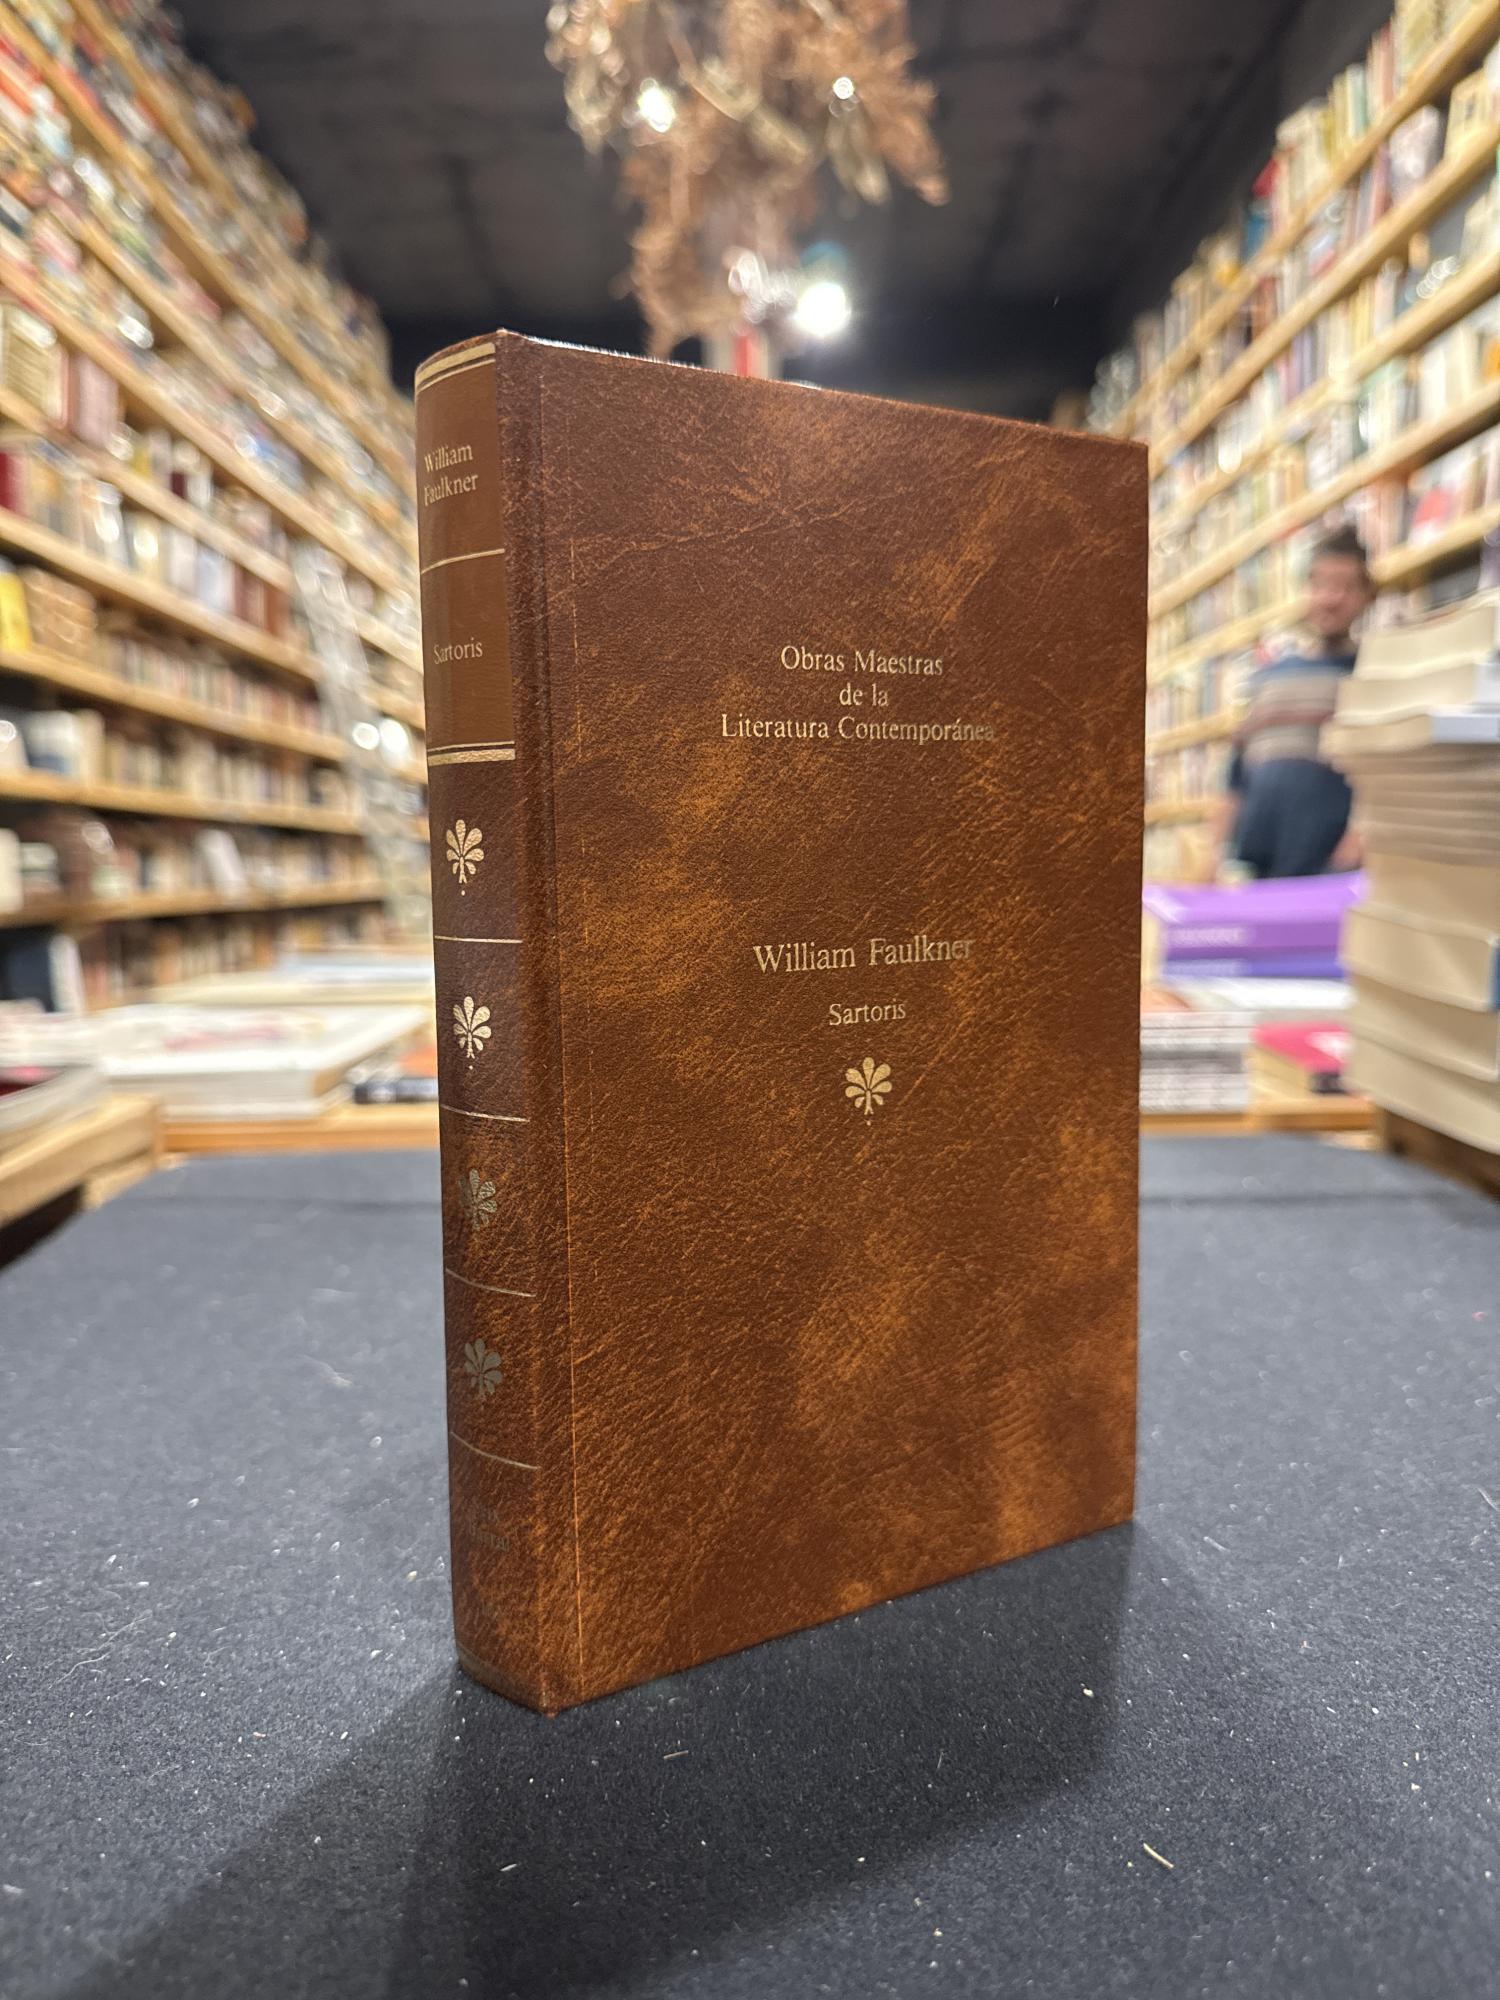 William
Faulkner
Sartoris
Obras Maestras
de la
Literatura Contemporánea
William Faulkner
Sartoris